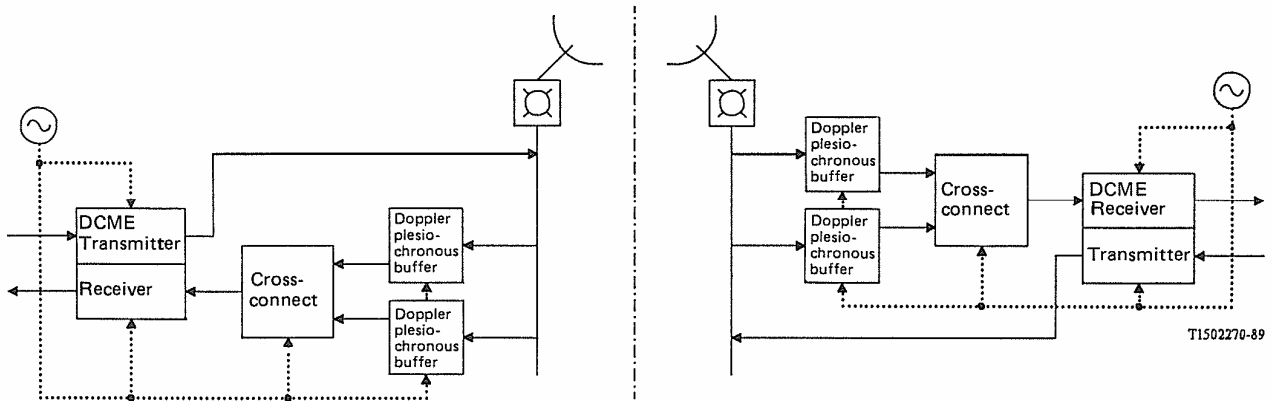 DCME
Transmitter
Receiver
Cross-
connect
Doppler
plesio-
chronous
buffer
Doppler
plesio-
chronous
buffer
Doppler
plesio-
chronous
buffer
Doppler
plesio-
chronous
buffer
Cross-
connect
DCME
Receiver
Transmitter
T1502270-89